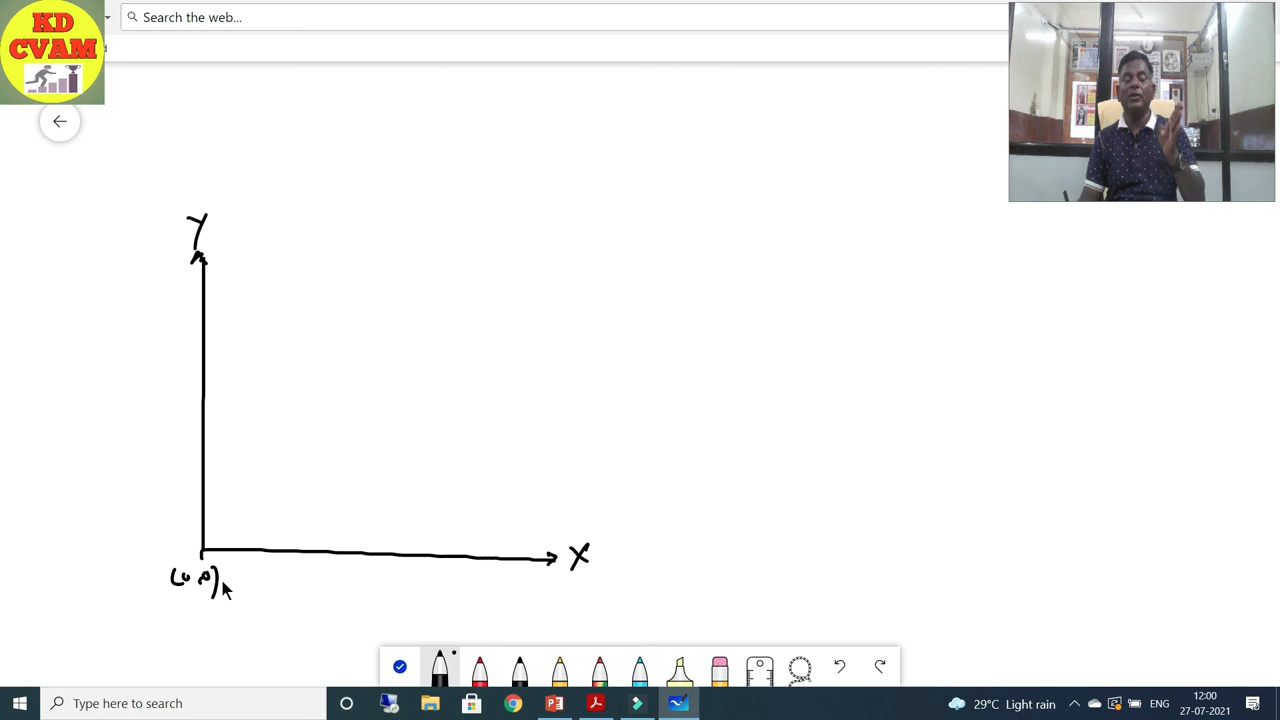 KD
CVAM
Search the web...
Y
X
(0,0)
Type here to search
29°C Light rain
ENG
12:00
27-07-2021